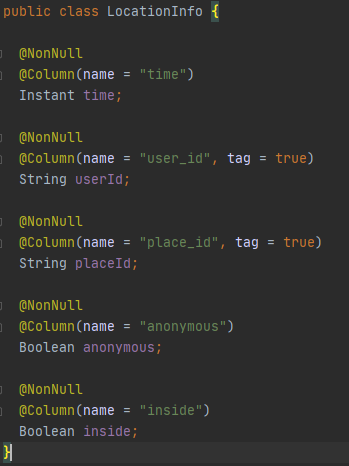 public class LocationInfo {
@NonNull
@Column(name = "time")
Instant time;
@NonNull
@Column(name = "user_id", tag = true)
String userId;
@NonNull
@Column(name = "place_id", tag = true)
String placeId;
@NonNull
@Column(name = "anonymous")
Boolean anonymous;
@NonNull
@Column(name = "inside")
Boolean inside;
}